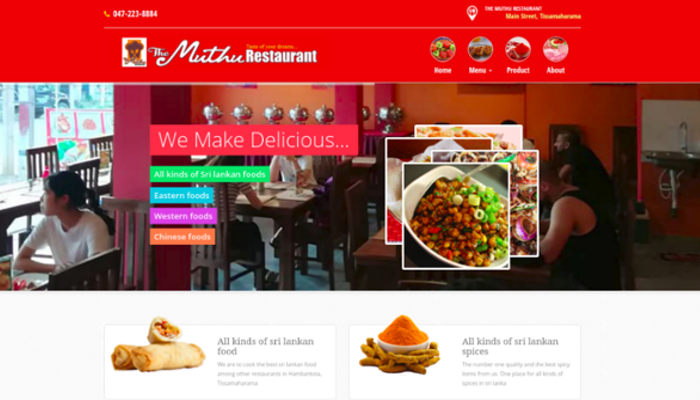 047-223-8884
THE MUTHU RESTAURANT
Main Street, Tissamaharama
Taste of your dreams...
The Muthu Restaurant
Home
Menu
Product
About
We Make Delicious...
All kinds of Sri lankan foods
Eastern foods
Western foods
Chinese foods
All kinds of sri lankan
food
We are to cook the best sri lankan food
among other restaurants in Hambantota,
Tissamaharama
All kinds of sri lankan
spices
The number one quality and the best spicy
items from us. One place for all kinds of
spices in sri lanka